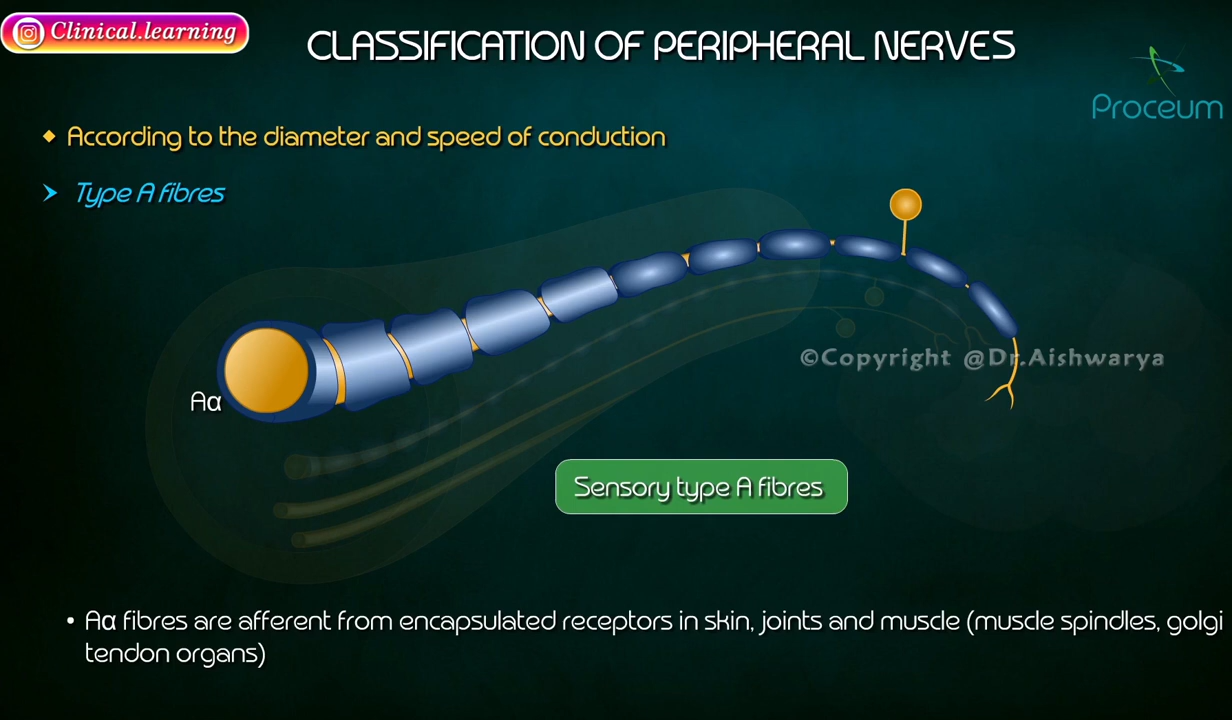 Clinical.learning
CLASSIFICATION OF PERIPHERAL NERVES
Proceum
According to the diameter and speed of conduction
Type A fibres
©Copyright @Dr.Aishwarya
Aα
Sensory type A fibres
• Aα fibres are afferent from encapsulated receptors in skin, joints and muscle (muscle spindles, golgi
tendon organs)